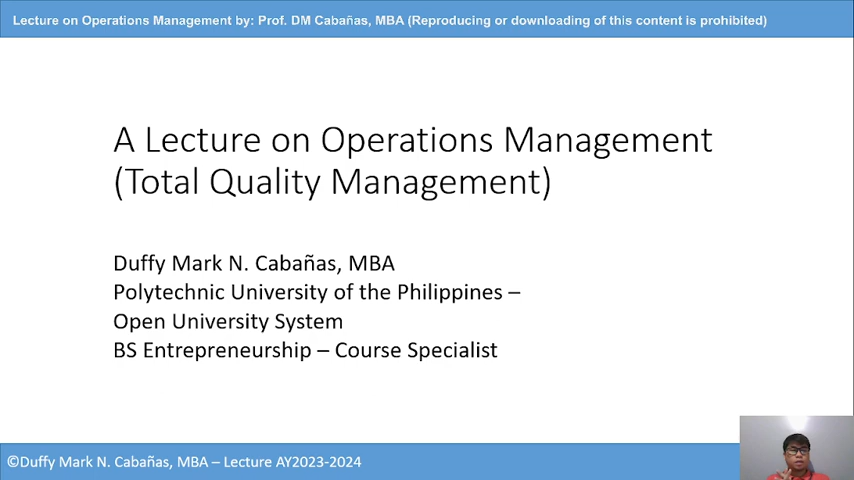 Lecture on Operations Management by: Prof. DM Cabañas, MBA (Reproducing or downloading of this content is prohibited)
A Lecture on Operations Management
(Total Quality Management)
Duffy Mark N. Cabañas, MBA
Polytechnic University of the Philippines –
Open University System
BS Entrepreneurship – Course Specialist
©Duffy Mark N. Cabañas, MBA – Lecture AY2023-2024